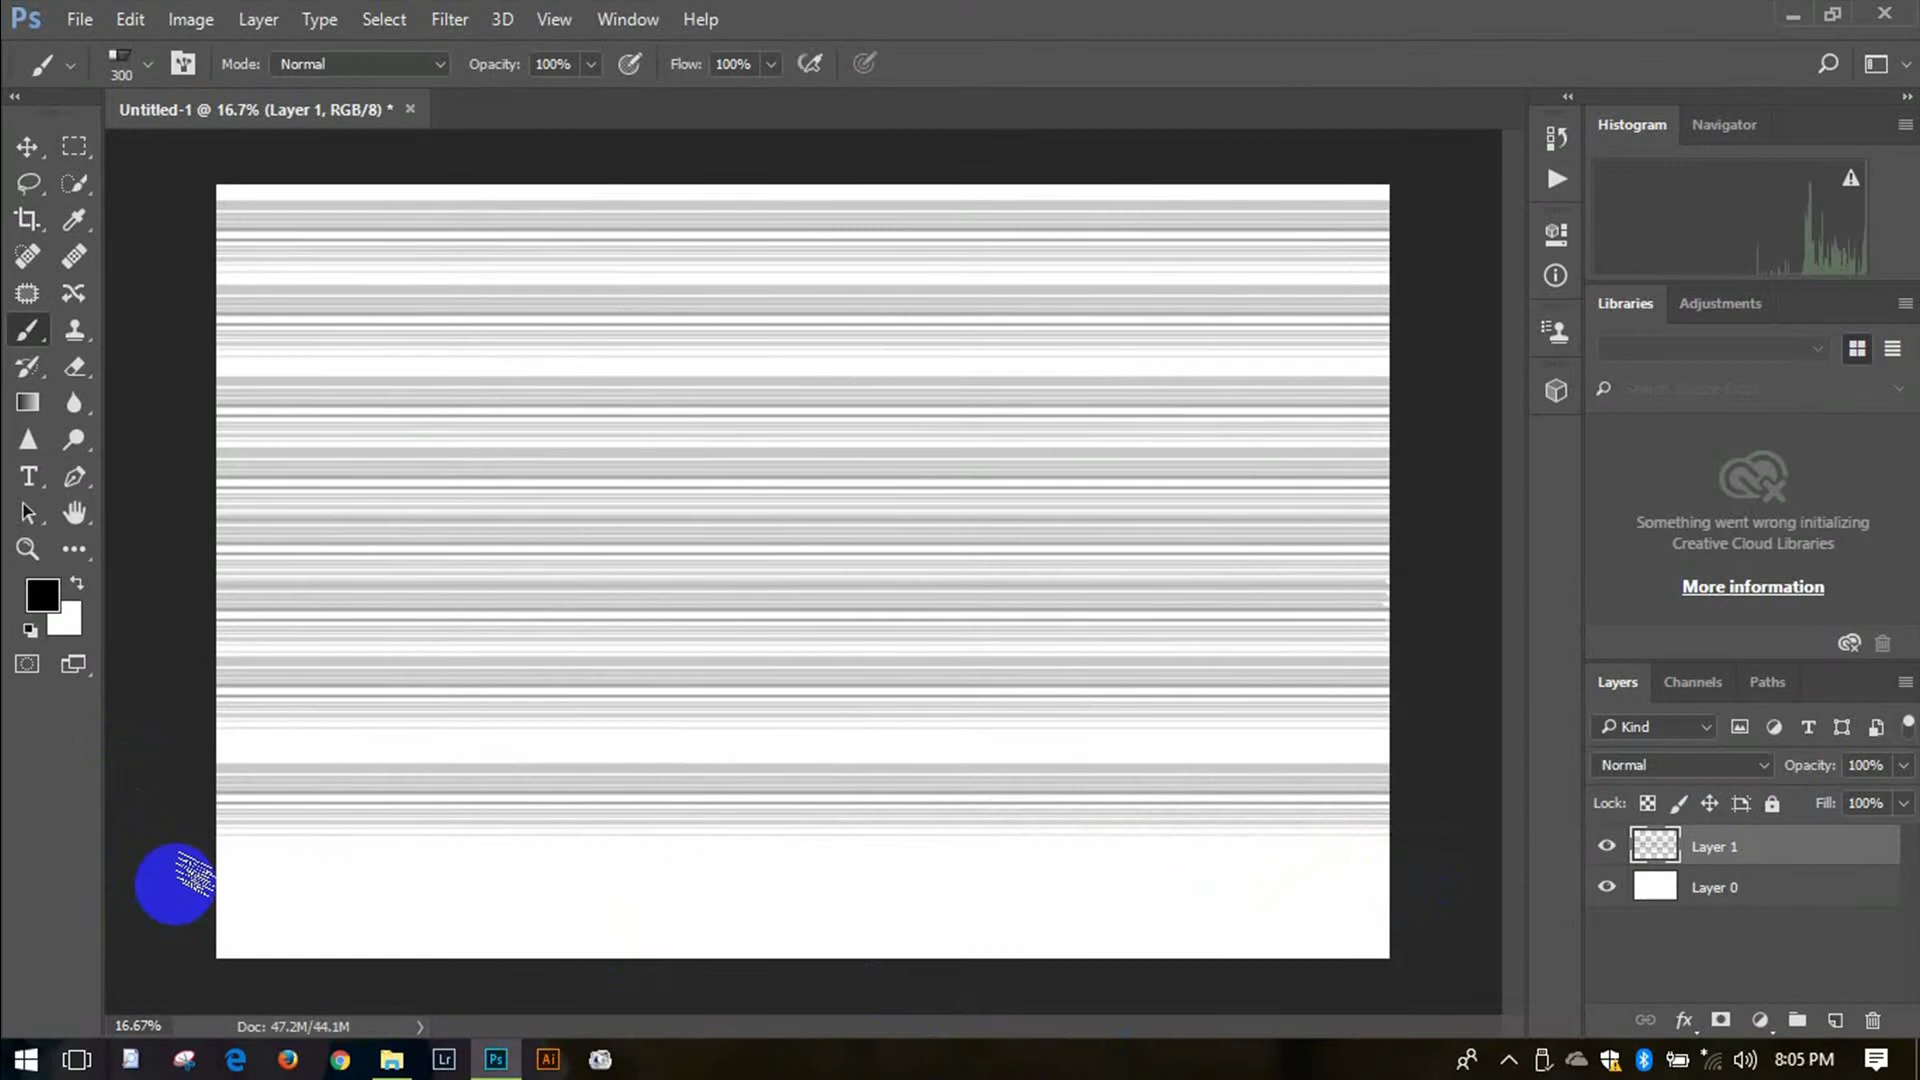 Ps File Edit Image Layer Type Select Filter 3D View Window Help
300 Mode: Normal Opacity: 100% Flow: 100%
Untitled-1 @ 16.7% (Layer 1, RGB/8) *
Histogram Navigator
Libraries Adjustments
Something went wrong initializing
Creative Cloud Libraries
More information
Layers Channels Paths
Kind
Normal Opacity: 100%
Lock: Fill: 100%
Layer 1
Layer 0
16.67% Doc: 47.2M/44.1M
Lr Ps Ai 8:05 PM